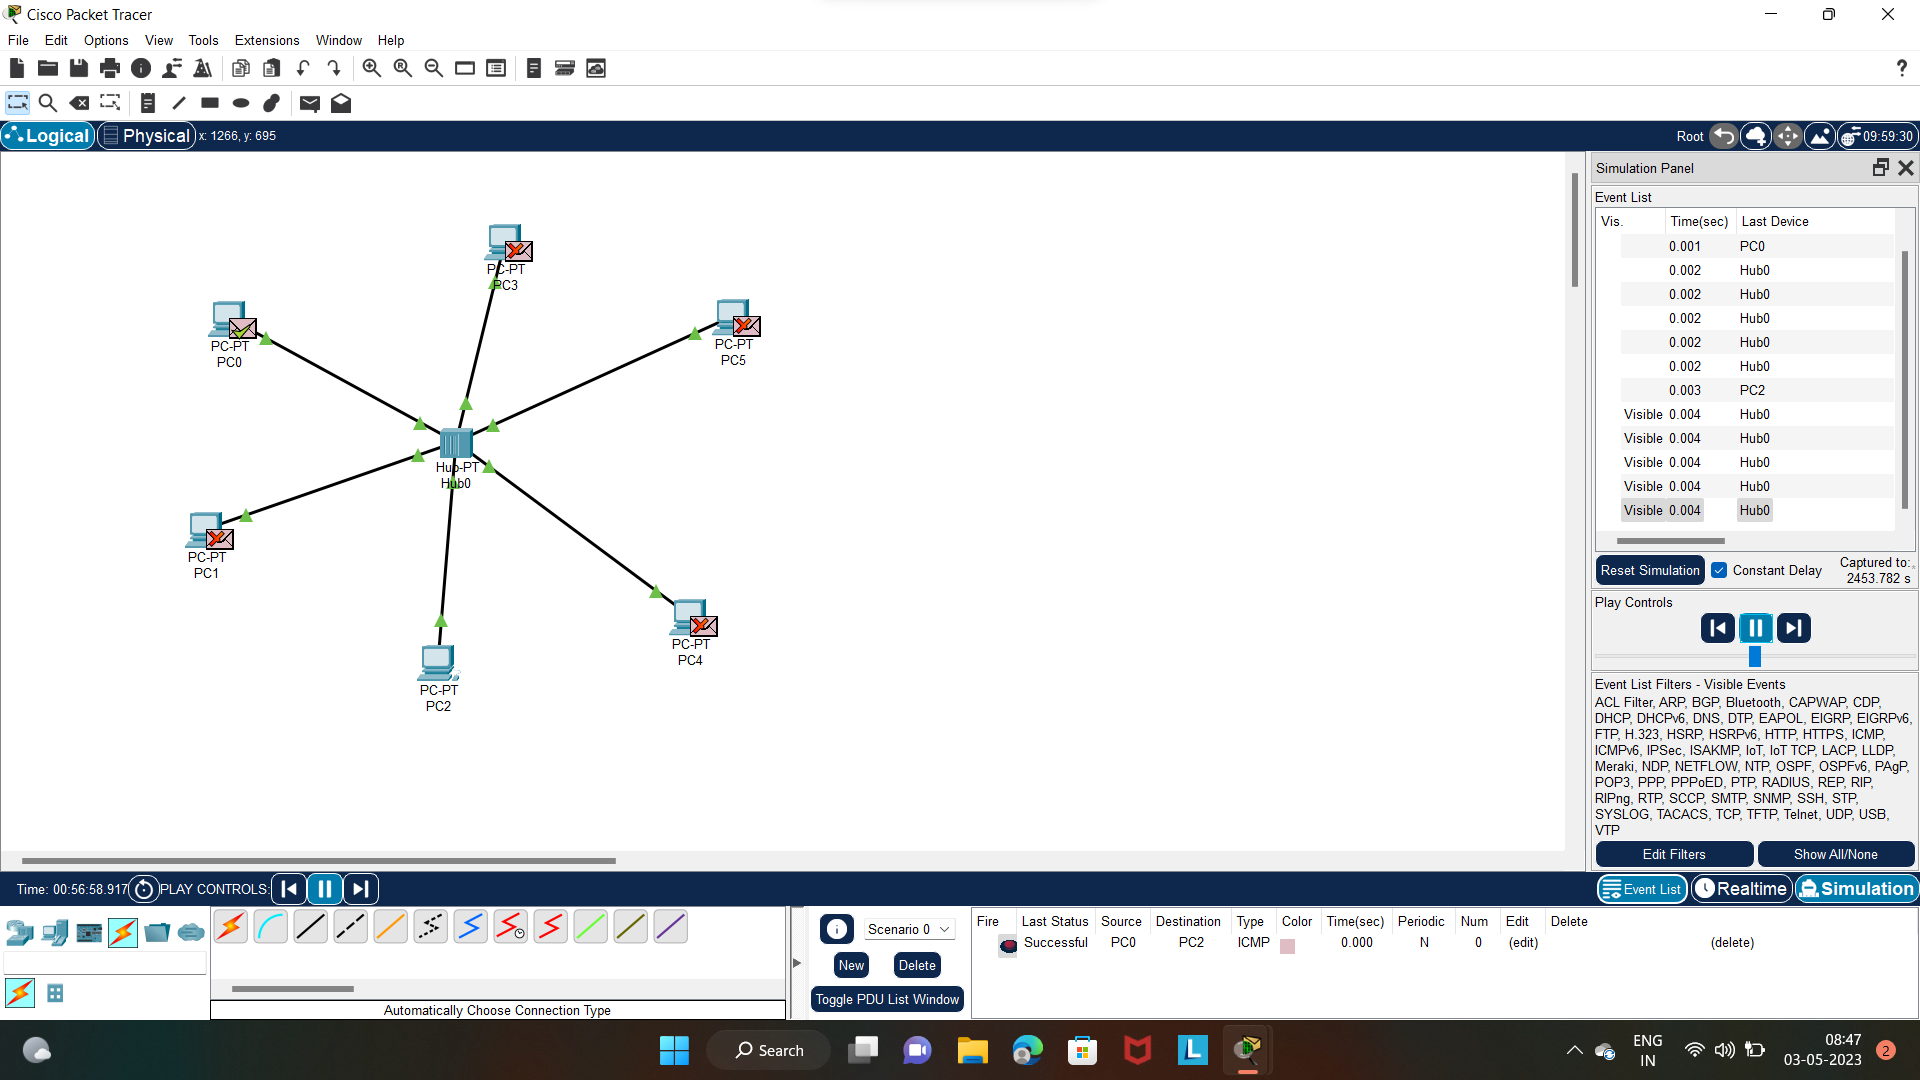 Cisco Packet Tracer
File Edit Options View Tools Extensions Window Help
?
Logical Physical x: 1266, y: 695 Root 09:59:30
Simulation Panel
Event List
Vis. Time(sec) Last Device
0.001 PC0
0.002 Hub0
0.002 Hub0
0.002 Hub0
0.002 Hub0
0.002 Hub0
0.003 PC2
Visible 0.004 Hub0
Visible 0.004 Hub0
Visible 0.004 Hub0
Visible 0.004 Hub0
Visible 0.004 Hub0
Reset Simulation Constant Delay Captured to:
2453.782 s
Play Controls
Event List Filters - Visible Events
ACL Filter, ARP, BGP, Bluetooth, CAPWAP, CDP,
DHCP, DHCPv6, DNS, DTP, EAPOL, EIGRP, EIGRPv6,
FTP, H.323, HSRP, HSRPv6, HTTP, HTTPS, ICMP,
ICMPv6, IPSec, ISAKMP, IoT, IoT TCP, LACP, LLDP,
Meraki, NDP, NETFLOW, NTP, OSPF, OSPFv6, PAgP,
POP3, PPP, PPPoED, PTP, RADIUS, REP, RIP,
RIPng, RTP, SCCP, SMTP, SNMP, SSH, STP,
SYSLOG, TACACS, TCP, TFTP, Telnet, UDP, USB,
VTP
Edit Filters Show All/None
PC-PT
PC3
PC-PT
PC0
PC-PT
PC5
Hub-PT
Hub0
PC-PT
PC1
PC-PT
PC4
PC-PT
PC2
Time: 00:56:58.917 PLAY CONTROLS: Event List Realtime Simulation
Automatically Choose Connection Type
Scenario 0
New Delete
Toggle PDU List Window
Fire Last Status Source Destination Type Color Time(sec) Periodic Num Edit Delete
Successful PC0 PC2 ICMP 0.000 N 0 (edit) (delete)
Search
L
ENG
IN
08:47
03-05-2023
2